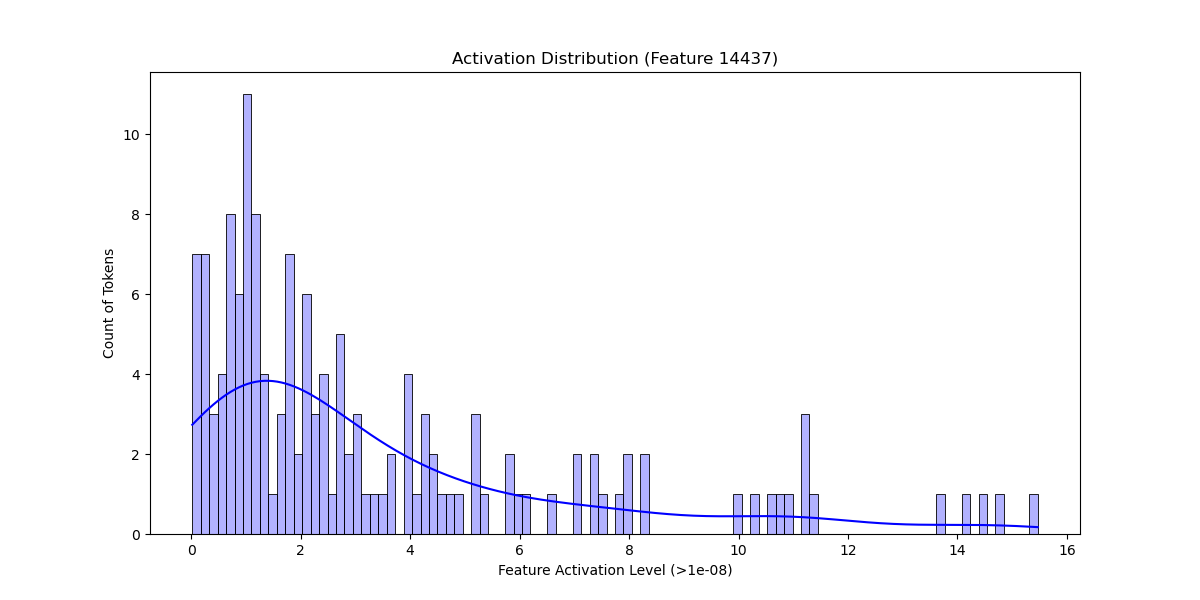 Activation Distribution (Feature 14437)
Count of Tokens
10
8
6
4
2
0
0 2 4 6 8 10 12 14 16
Feature Activation Level (>1e-08)